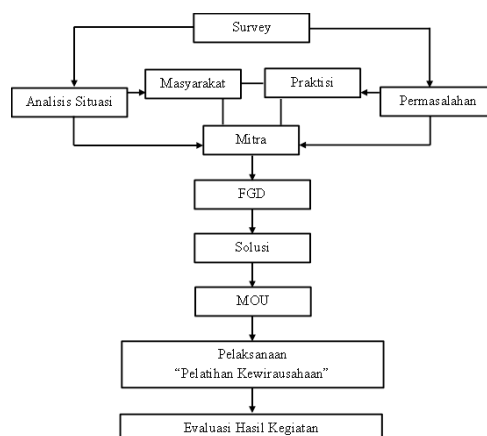 Survey
Masyarakat
Praktisi
Analisis Situasi
Permasalahan
Mitra
FGD
Solusi
MOU
Pelaksanaan
“Pelatihan Kewirausahaan”
Evaluasi Hasil Kegiatan